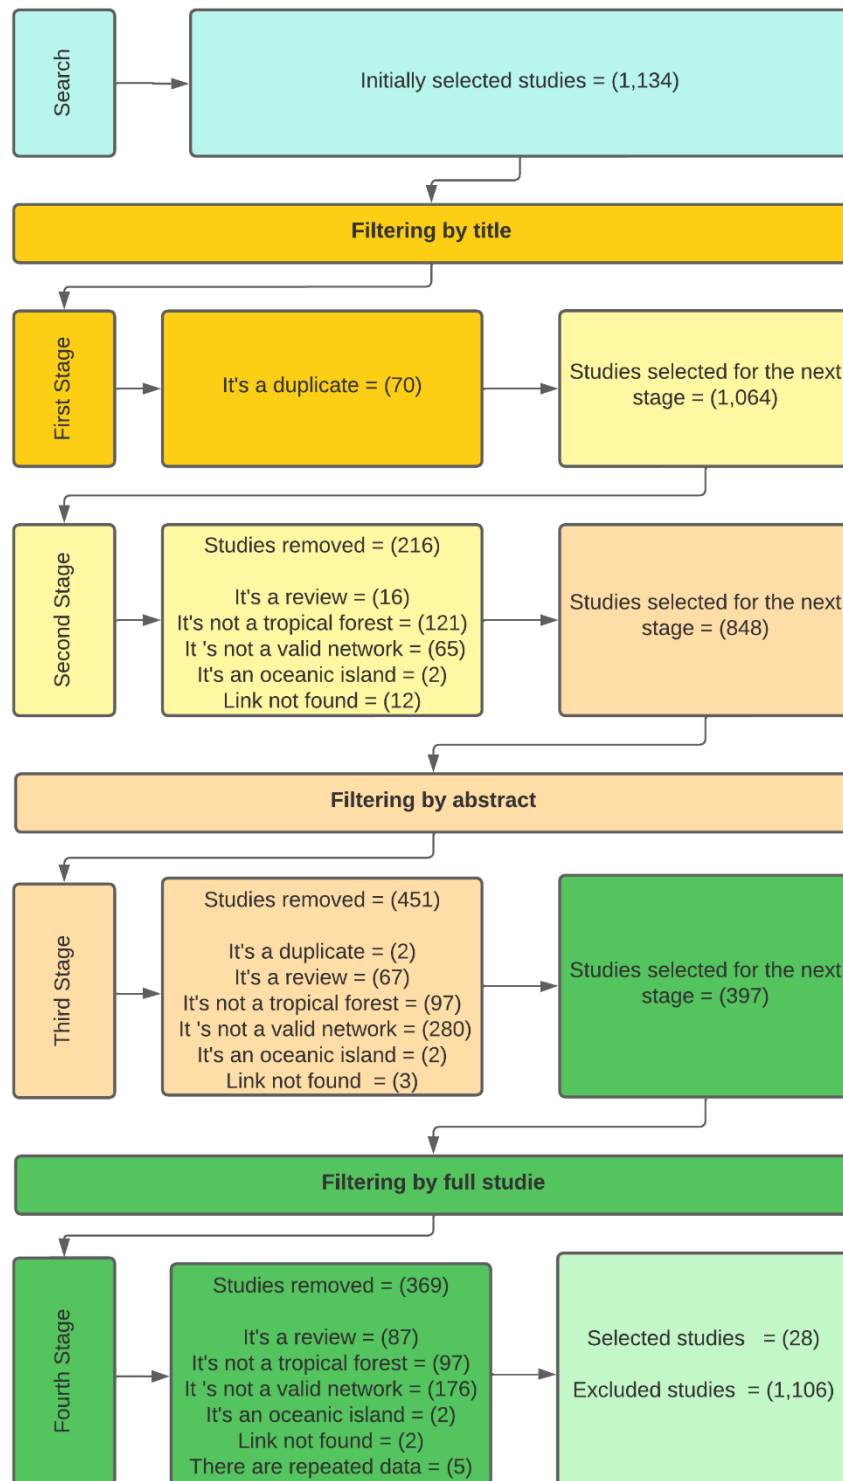 Search
Initially selected studies = (1,134)
Filtering by title
First Stage
It's a duplicate = (70)
Studies selected for the next
stage = (1,064)
Second Stage
Studies removed = (216)
It's a review = (16)
It's not a tropical forest = (121)
It 's not a valid network = (65)
It's an oceanic island = (2)
Link not found = (12)
Studies selected for the next
stage = (848)
Filtering by abstract
Third Stage
Studies removed = (451)
It's a duplicate = (2)
It's a review = (67)
It's not a tropical forest = (97)
It 's not a valid network = (280)
It's an oceanic island = (2)
Link not found  = (3)
Studies selected for the next
stage = (397)
Filtering by full studie
Fourth Stage
Studies removed = (369)
It's a review = (87)
It's not a tropical forest = (97)
It 's not a valid network = (176)
It's an oceanic island = (2)
Link not found = (2)
There are repeated data = (5)
Selected studies   = (28)
Excluded studies  = (1,106)